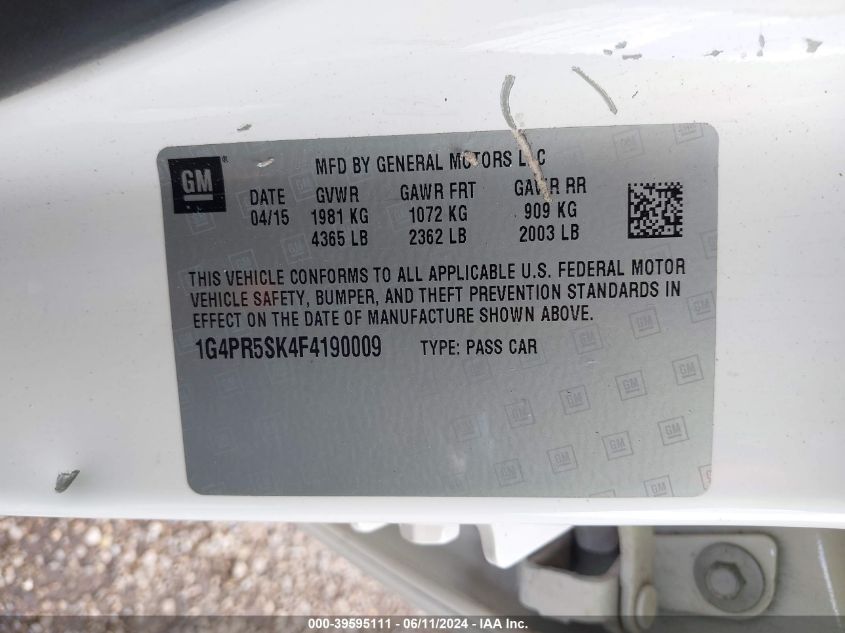 GM ®
MFD BY GENERAL MOTORS LLC
DATE GVWR GAWR FRT GAWR RR
04/15 1981 KG 1072 KG 909 KG
4365 LB 2362 LB 2003 LB
THIS VEHICLE CONFORMS TO ALL APPLICABLE U.S. FEDERAL MOTOR
VEHICLE SAFETY, BUMPER, AND THEFT PREVENTION STANDARDS IN
EFFECT ON THE DATE OF MANUFACTURE SHOWN ABOVE.
1G4PR5SK4F4190009 TYPE: PASS CAR
000-39595111 - 06/11/2024 - IAA Inc.